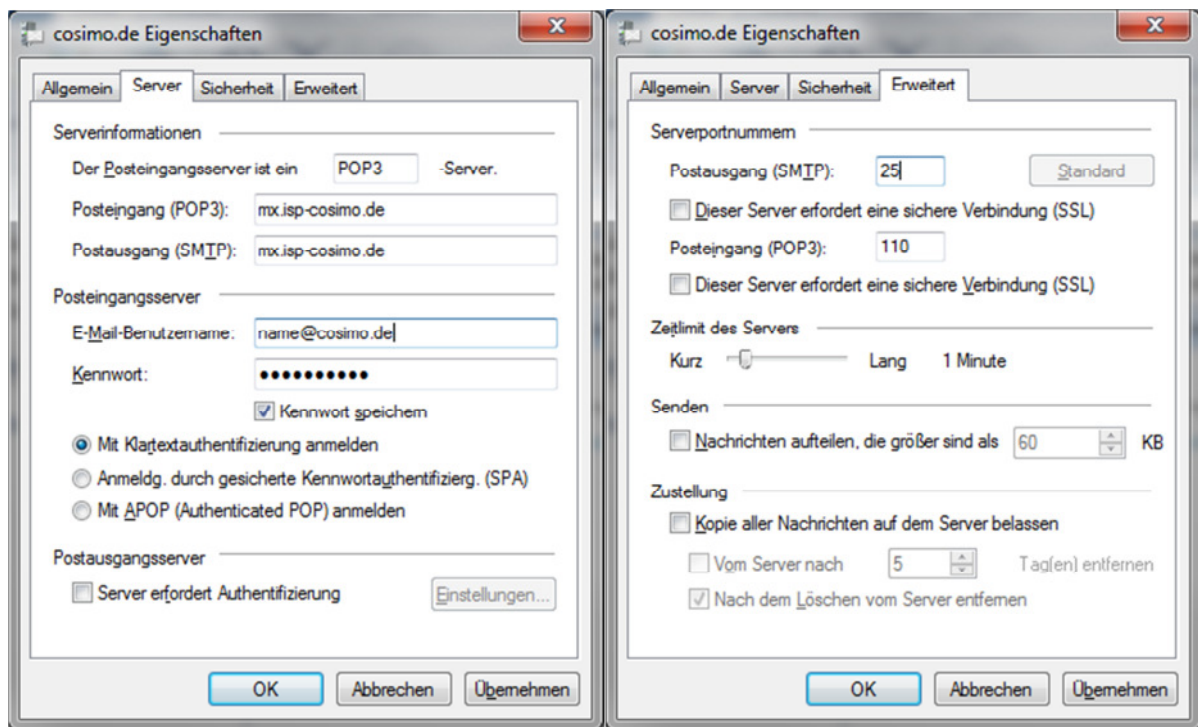 cosimo.de Eigenschaften
Allgemein Server Sicherheit Erweitert
Serverinformationen
Der Posteingangsserver ist ein POP3 -Server.
Posteingang (POP3): mx.isp-cosimo.de
Postausgang (SMTP): mx.isp-cosimo.de
Posteingangsserver
E-Mail-Benutzername: name@cosimo.de
Kennwort: ●●●●●●●●●●
Kennwort speichern
Mit Klartextauthentifizierung anmelden
Anmeldg. durch gesicherte Kennwortauthentifizierg. (SPA)
Mit APOP (Authenticated POP) anmelden
Postausgangsserver
Server erfordert Authentifizierung Einstellungen...
OK Abbrechen Übernehmen
cosimo.de Eigenschaften
Allgemein Server Sicherheit Erweitert
Serverportnummern
Postausgang (SMTP): 25 Standard
Dieser Server erfordert eine sichere Verbindung (SSL)
Posteingang (POP3): 110
Dieser Server erfordert eine sichere Verbindung (SSL)
Zeitlimit des Servers
Kurz Lang 1 Minute
Senden
Nachrichten aufteilen, die größer sind als 60 KB
Zustellung
Kopie aller Nachrichten auf dem Server belassen
Vom Server nach 5 Tag(en) entfernen
Nach dem Löschen vom Server entfernen
OK Abbrechen Übernehmen